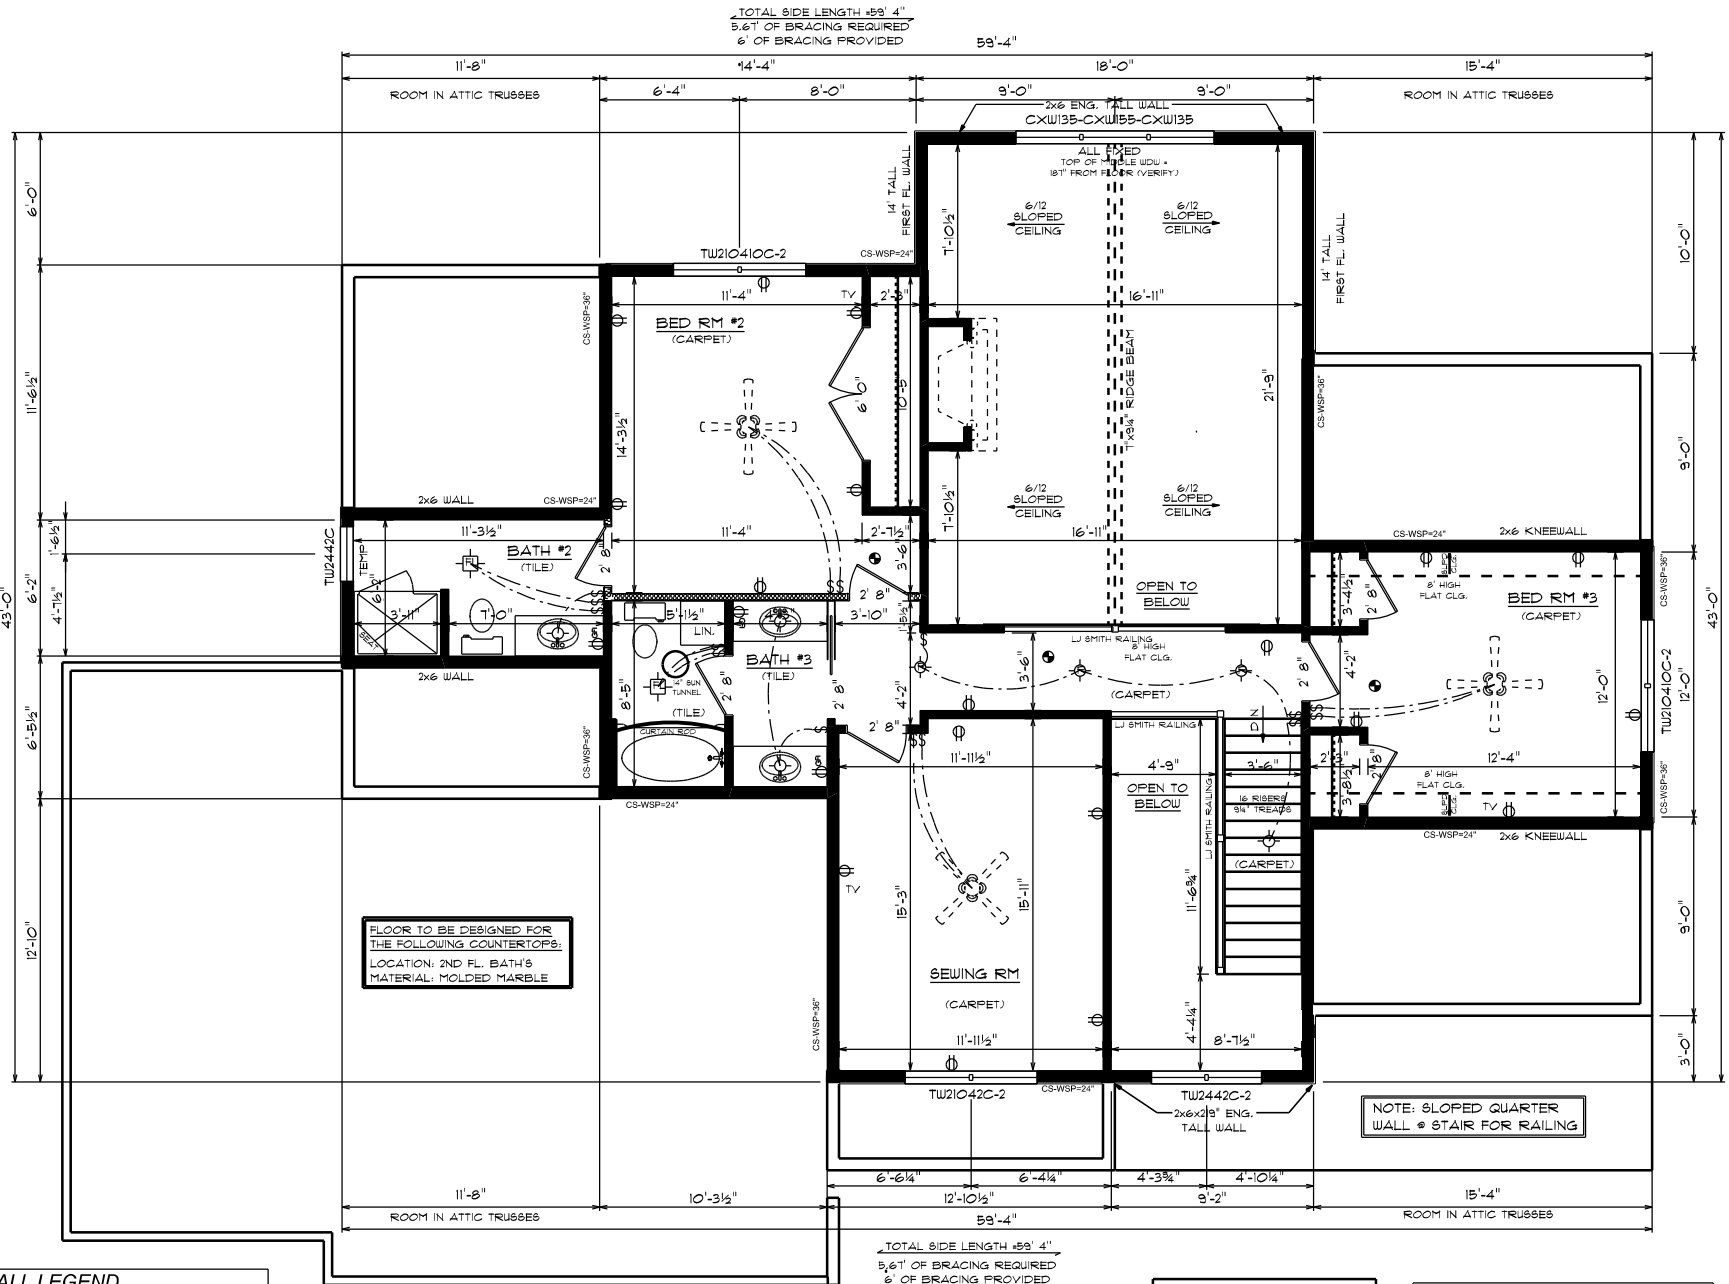 TOTAL SIDE LENGTH =59' 4"
5.67' OF BRACING REQUIRED
6' OF BRACING PROVIDED
59'-4"
11'-8"
14'-4"
18'-0"
15'-4"
ROOM IN ATTIC TRUSSES
6'-4"
8'-0"
9'-0"
9'-0"
ROOM IN ATTIC TRUSSES
2x6 ENG. TALL WALL
CXW135-CXW155-CXW135
ALL FIXED
TOP OF MIDDLE WDW =
187" FROM FLOOR (VERIFY)
14' TALL
FIRST FL. WALL
14' TALL
FIRST FL. WALL
6'-0"
10'-0"
7'-10½"
6/12
SLOPED
CEILING
6/12
SLOPED
CEILING
TW210410C-2
CS-WSP=24"
CS-WSP=36"
11'-4"
TV
2'-3"
16'-11"
BED RM #2
(CARPET)
7"x9¼" RIDGE BEAM
21'-9"
11'-6½"
14'-3½"
6' 0"
10'-5
CS-WSP=36"
9'-0"
43'-0"
43'-0"
7'-10½"
6/12
SLOPED
CEILING
6/12
SLOPED
CEILING
2x6 WALL
CS-WSP=24"
11'-3½"
11'-4"
2'-7½"
16'-11"
CS-WSP=24"
2x6 KNEEWALL
1'-6½"
TW2442C
TEMP
BATH #2
(TILE)
2' 8"
3'-6"
6'-2"
6'-2"
4'-7½"
3'-11"
7'-0"
SEAT
5'-1½"
LIN.
2' 8"
3'-10
1'-5½"
OPEN TO
BELOW
3'-4½"
2' 8"
8' HIGH
FLAT CLG.
SLP'D
CLG.
BED RM #3
(CARPET)
CS-WSP=36"
2x6 WALL
BATH #3
(TILE)
14" SUN
TUNNEL
(TILE)
8'-5"
2' 8"
2' 8"
4'-2"
2' 8"
LJ SMITH RAILING
8' HIGH
FLAT CLG.
3'-6"
(CARPET)
2' 8"
4'-2"
12'-0"
12'-0"
TW210410C-2
6'-5½"
CURTAIN ROD
CS-WSP=36"
CS-WSP=24"
LJ SMITH RAILING
DN
11'-11½"
4'-9"
3'-6"
2'-3"
2' 8"
3'-8½"
12'-4"
8' HIGH
FLAT CLG.
SLP'D
CLG.
TV
CS-WSP=36"
OPEN TO
BELOW
LJ SMITH RAILING
16 RISERS
9¼" TREADS
(CARPET)
CS-WSP=24"
2x6 KNEEWALL
TV
15'-3"
15'-11"
11'-6¾"
12'-10"
9'-0"
FLOOR TO BE DESIGNED FOR
THE FOLLOWING COUNTERTOPS:
LOCATION: 2ND FL. BATH'S
MATERIAL: MOLDED MARBLE
SEWING RM
(CARPET)
CS-WSP=36"
11'-11½"
4'-4¼"
8'-7½"
3'-0"
TW21042C-2
CS-WSP=24"
TW2442C-2
2x6x219" ENG.
TALL WALL
NOTE: SLOPED QUARTER
WALL @ STAIR FOR RAILING
6'-6¼"
6'-4¼"
4'-3¾"
4'-10¼"
11'-8"
10'-3½"
12'-10½"
9'-2"
15'-4"
ROOM IN ATTIC TRUSSES
59'-4"
ROOM IN ATTIC TRUSSES
TOTAL SIDE LENGTH =59' 4"
5.67' OF BRACING REQUIRED
6' OF BRACING PROVIDED
ALL LEGEND